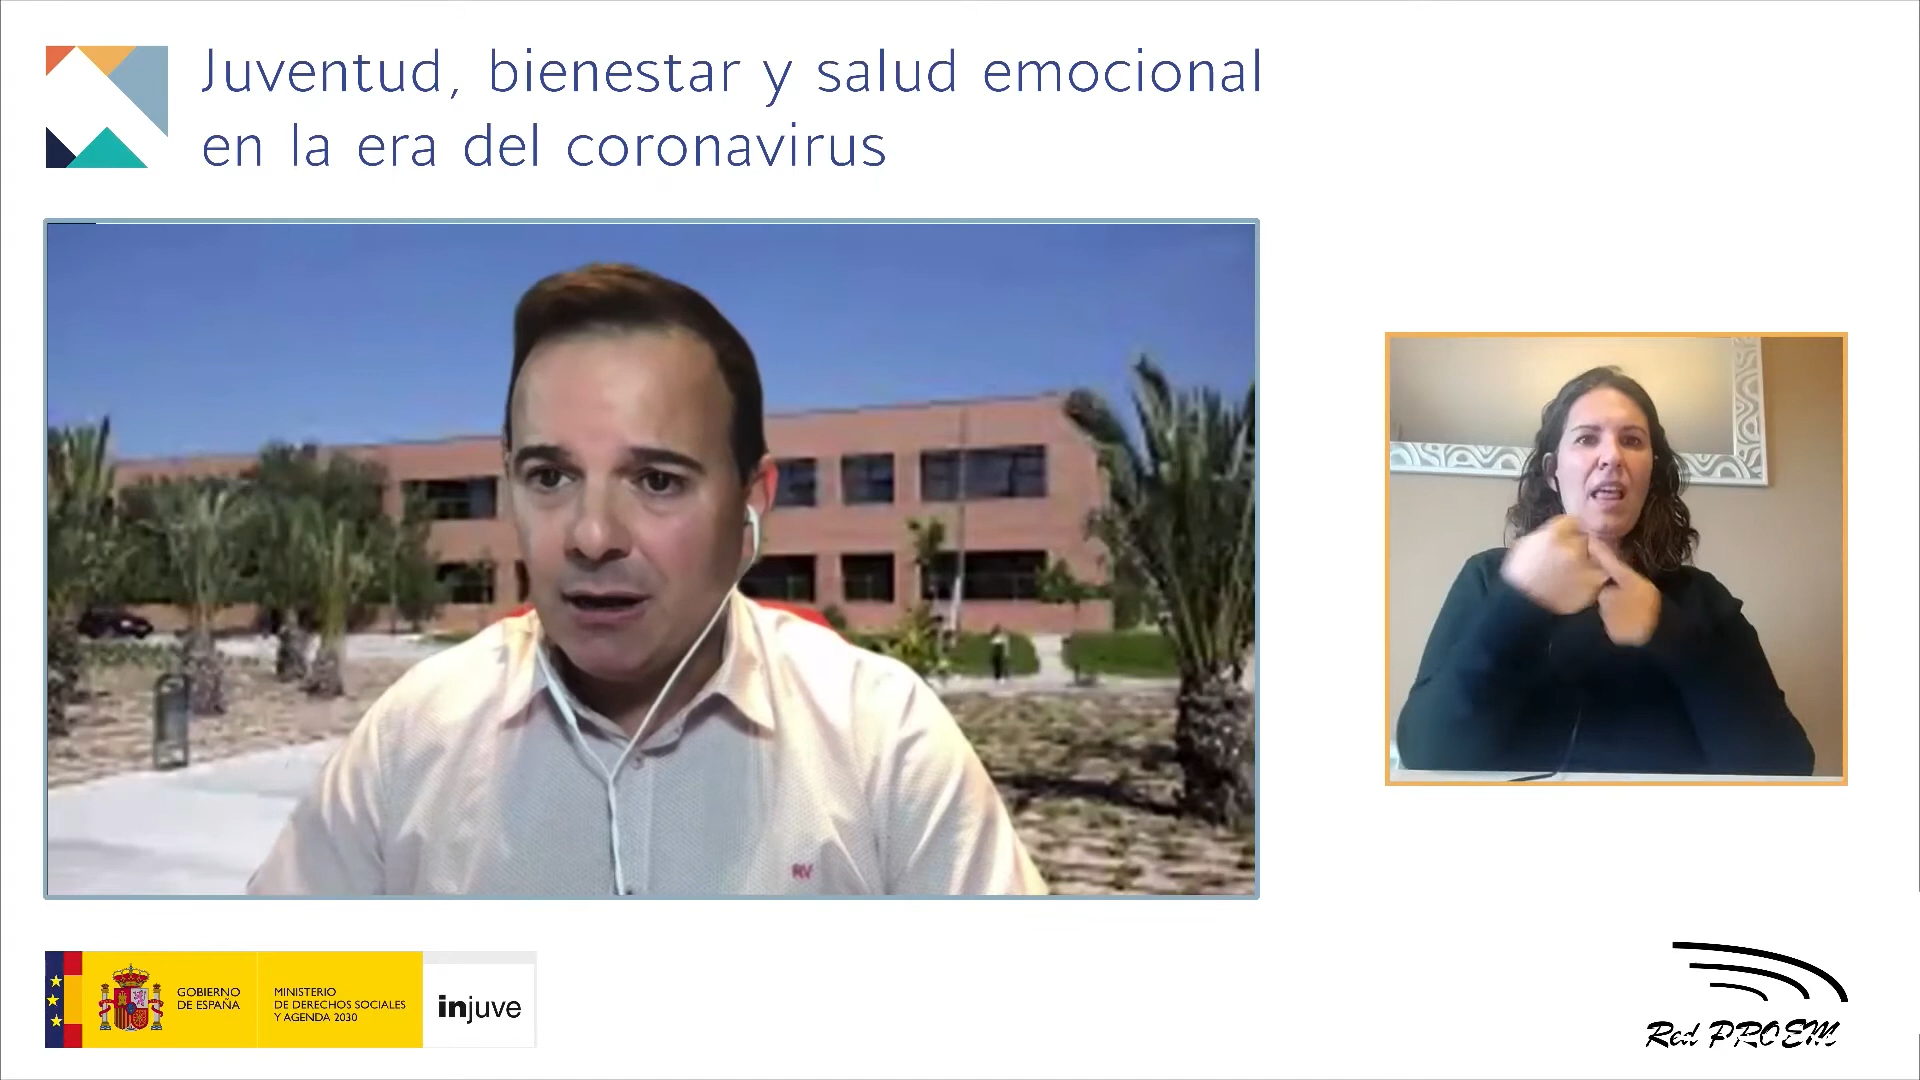 Juventud, bienestar y salud emocional
en la era del coronavirus
RV
GOBIERNO
DE ESPAÑA
MINISTERIO
DE DERECHOS SOCIALES
Y AGENDA 2030
injuve
Red PROEM